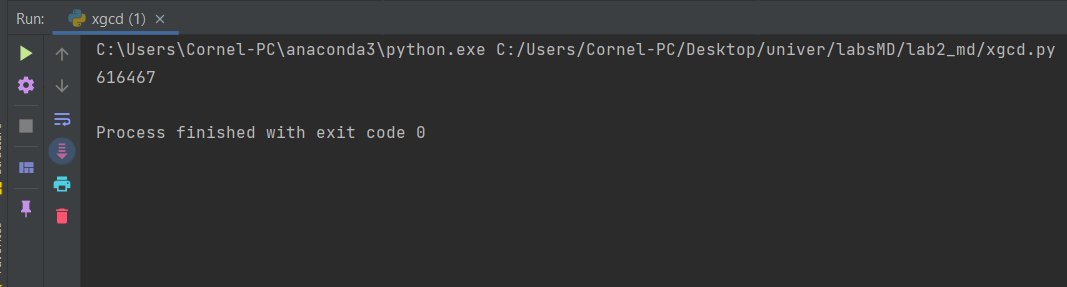 Run: xgcd (1) ×
C:\Users\Cornel-PC\anaconda3\python.exe C:/Users/Cornel-PC/Desktop/univer/labsMD/lab2_md/xgcd.py
616467
Process finished with exit code 0